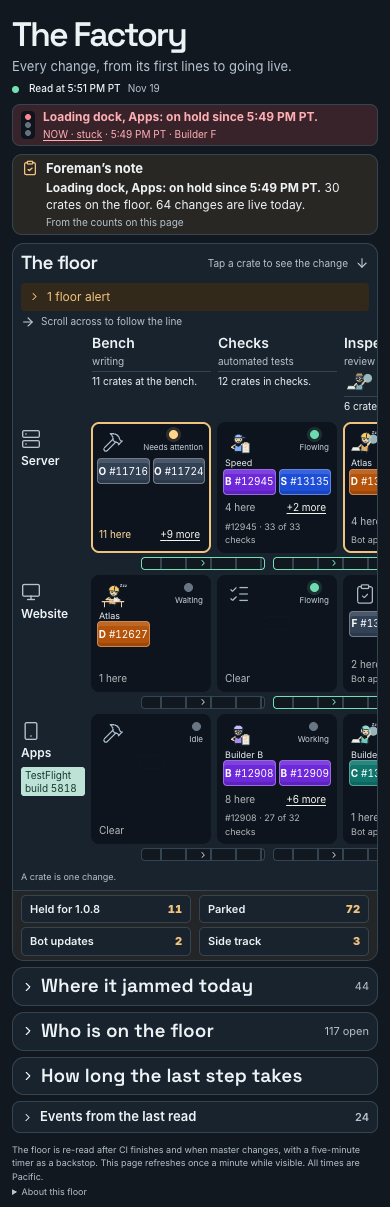 The Factory
Every change, from its first lines to going live.
Read at 5:51 PM PT Nov 19
Loading dock, Apps: on hold since 5:49 PM PT.
NOW · stuck · 5:49 PM PT · Builder F
Foreman's note
Loading dock, Apps: on hold since 5:49 PM PT. 30
crates on the floor. 64 changes are live today.
From the counts on this page
The floor
Tap a crate to see the change ↓
1 floor alert
→ Scroll across to follow the line
Bench
writing
11 crates at the bench.
Checks
automated tests
12 crates in checks.
Inspe
review
6 crate
Server
Needs attention
O #11716
O #11724
11 here
+9 more
Flowing
Speed
B #12945
S #13135
4 here
+2 more
#12945 · 33 of 33
checks
Atlas
D #13
4 here
Bot ap
Website
Waiting
Atlas
D #12627
1 here
Flowing
Clear
F #13
2 here
Bot ap
Apps
TestFlight
build 5818
Idle
Clear
Working
Builder B
B #12908
B #12909
8 here
+6 more
#12908 · 27 of 32
checks
Builde
C #13
1 here
Bot ap
A crate is one change.
Held for 1.0.8 11
Parked 72
Bot updates 2
Side track 3
Where it jammed today 44
Who is on the floor 117 open
How long the last step takes
Events from the last read 24
The floor is re-read after CI finishes and when master changes, with a five-minute
timer as a backstop. This page refreshes once a minute while visible. All times are
Pacific.
About this floor